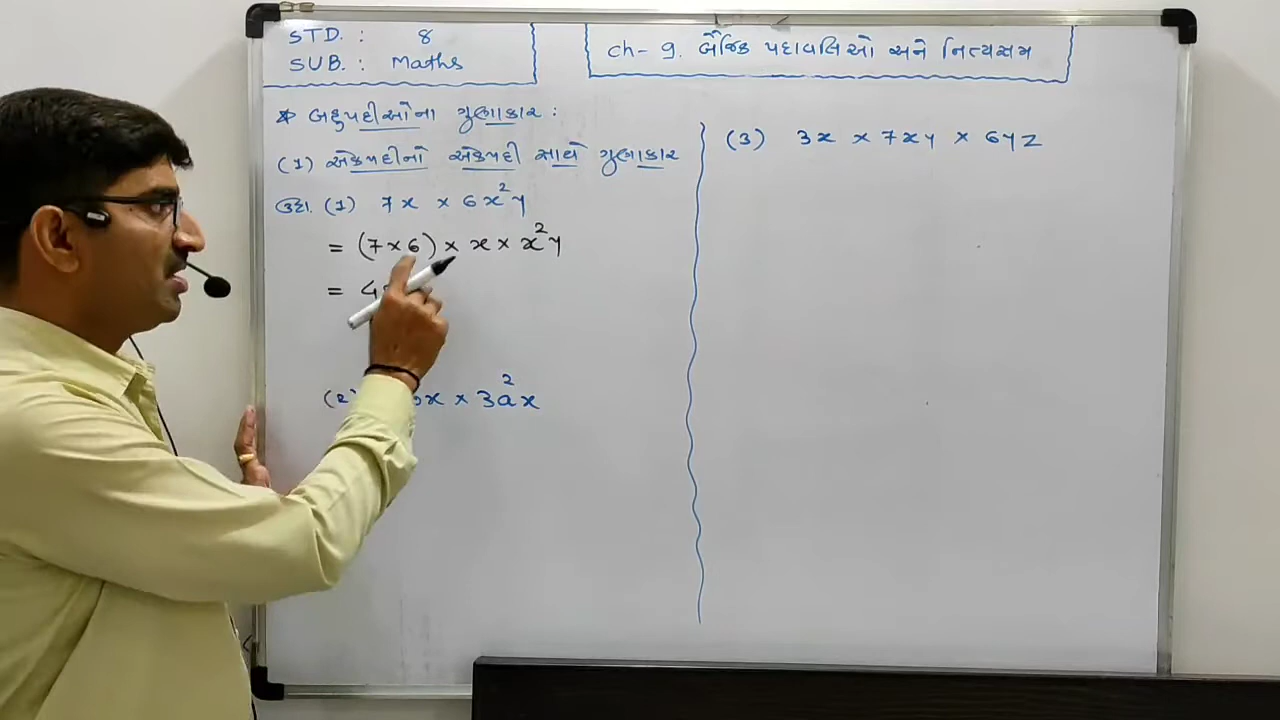 STD. : 8
SUB. : Maths
ch- 9. બૈજિક પદાવલિઓ અને નિત્યસમ
* બહુપદીઓના ગુણાકાર :
(1) એકપદીનો એકપદી સાથે ગુણાકાર
ઉદા. (1) 7x × 6x²y
= (7×6) × x × x²y
= 4
(2) x × 3a²x
(3) 3x × 7xy × 6yz